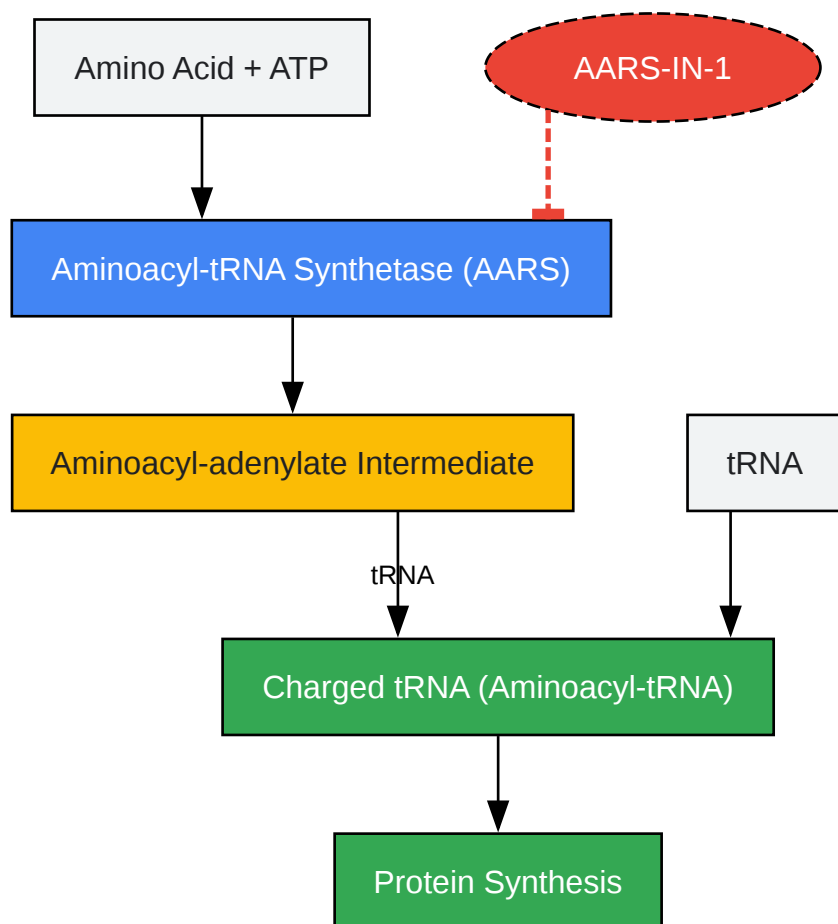 Amino Acid + ATP
AARS-IN-1
Aminoacyl-tRNA Synthetase (AARS)
Aminoacyl-adenylate Intermediate
tRNA
tRNA
Charged tRNA (Aminoacyl-tRNA)
Protein Synthesis